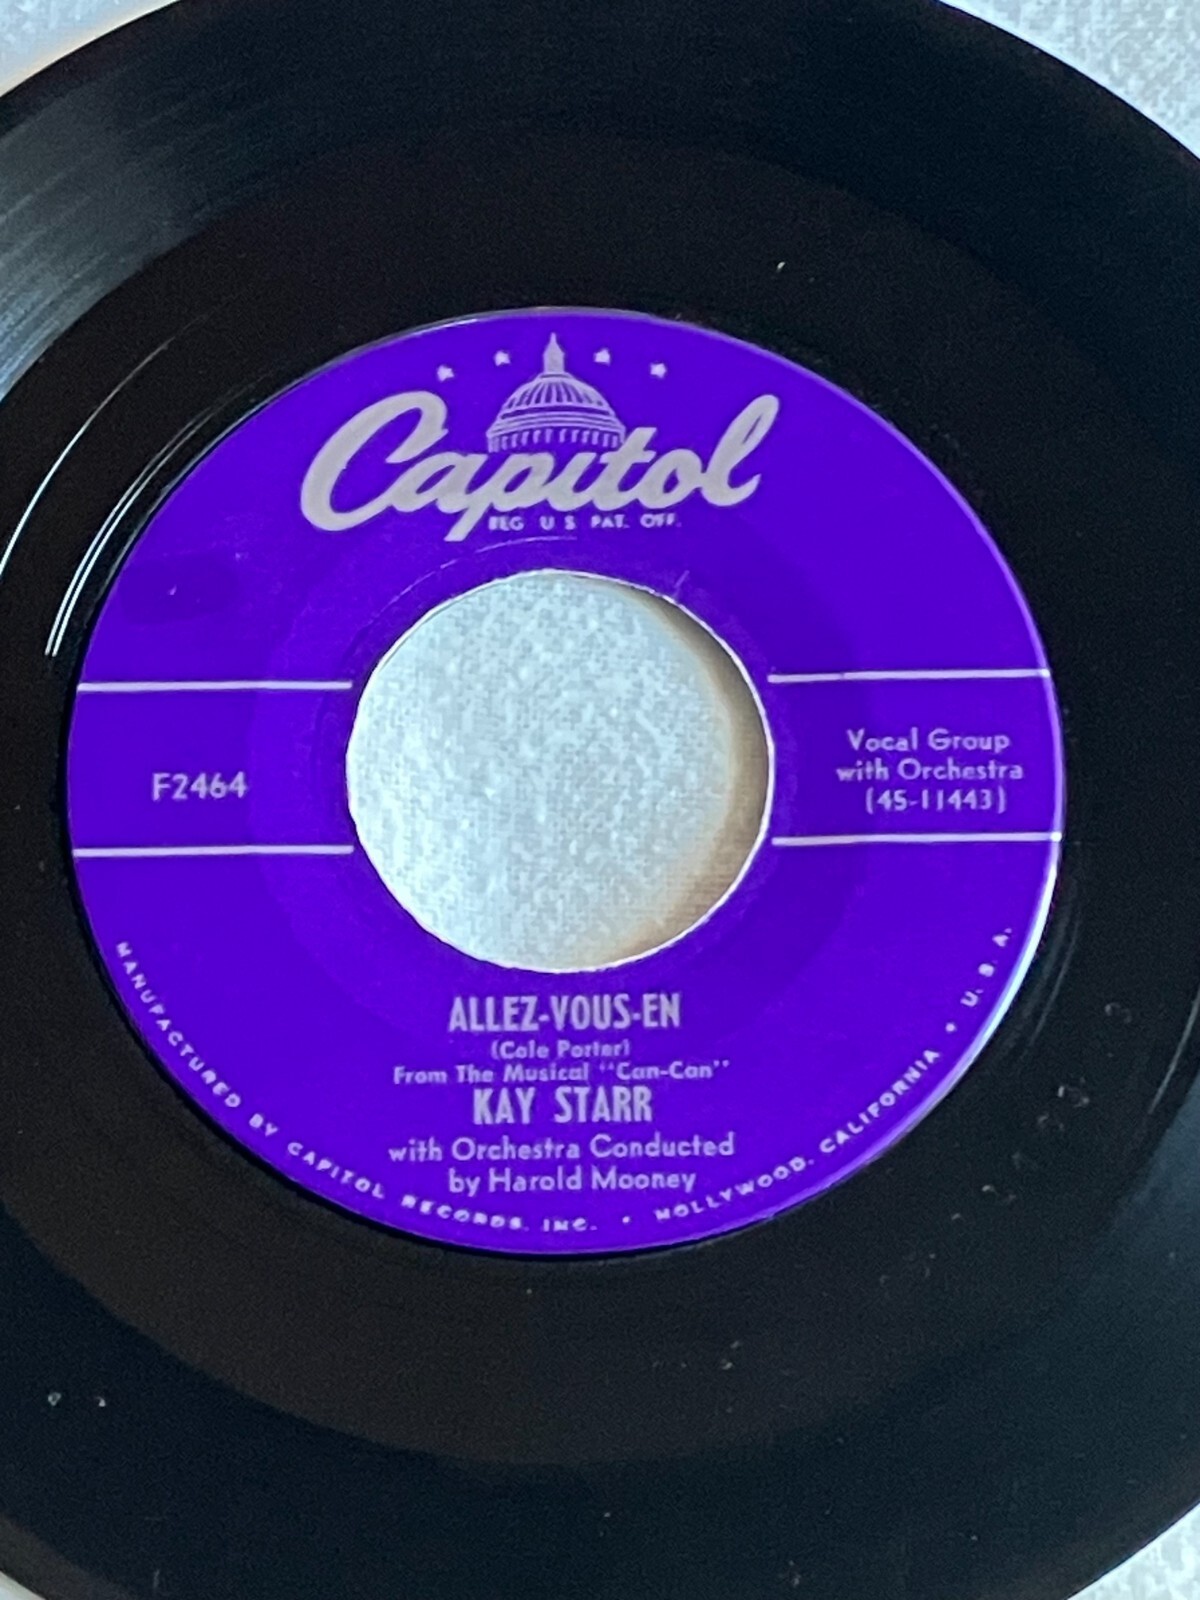 Capitol
REG. U.S. PAT. OFF.
F2464
Vocal Group
with Orchestra
(45-11443)
ALLEZ-VOUS-EN
(Cole Porter)
From The Musical "Can-Can"
KAY STARR
with Orchestra Conducted
by Harold Mooney
MANUFACTURED BY CAPITOL RECORDS, INC. • HOLLYWOOD, CALIFORNIA • U. S. A.